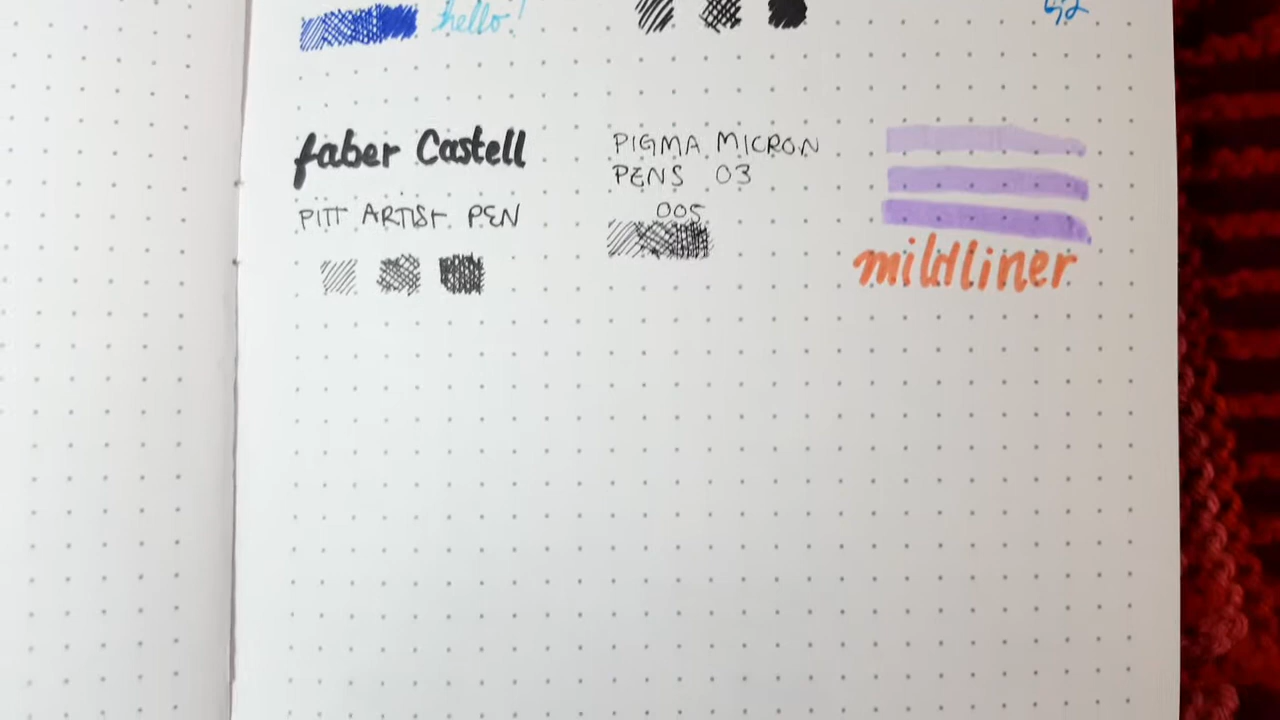 hello!
faber Castell
PITT ARTIST PEN
PIGMA MICRON
PENS 03
005
mildliner